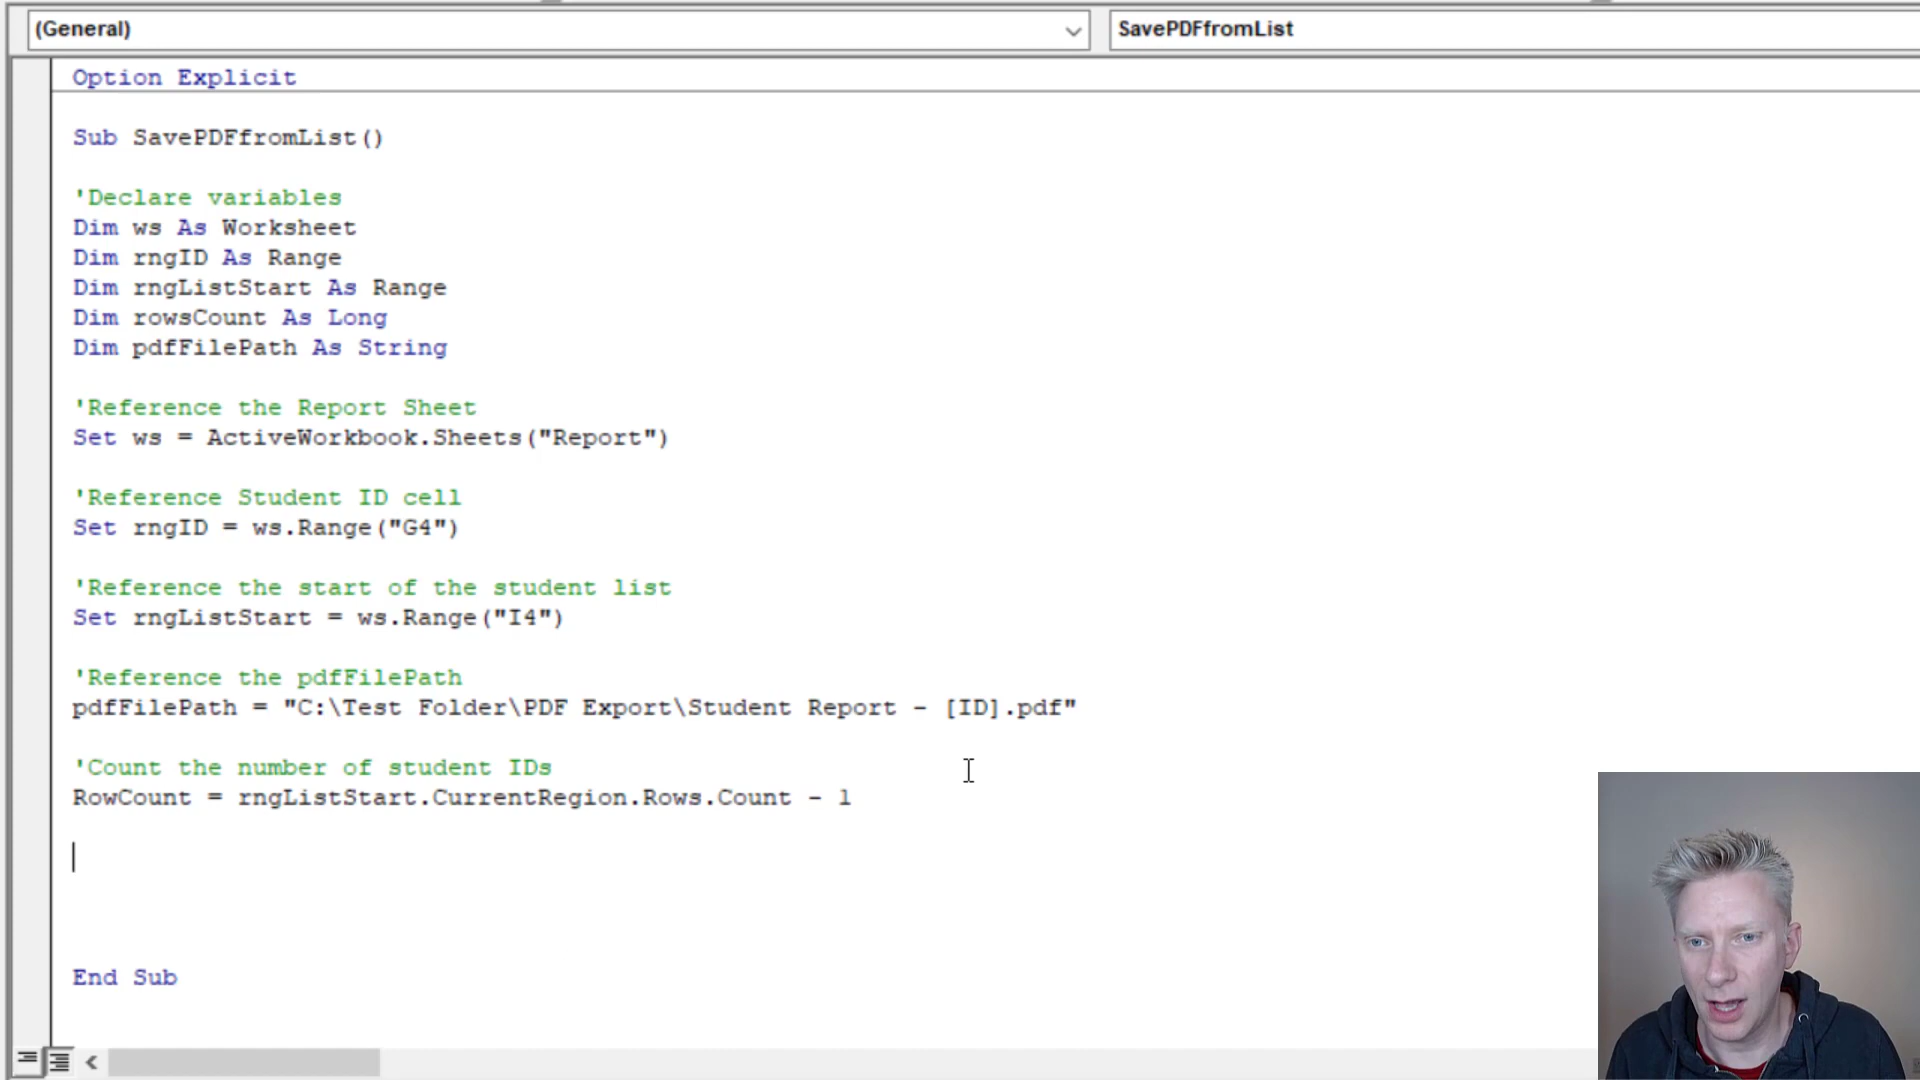 (General)
SavePDFfromList
Option Explicit
Sub SavePDFfromList()
'Declare variables
Dim ws As Worksheet
Dim rngID As Range
Dim rngListStart As Range
Dim rowsCount As Long
Dim pdfFilePath As String
'Reference the Report Sheet
Set ws = ActiveWorkbook.Sheets("Report")
'Reference Student ID cell
Set rngID = ws.Range("G4")
'Reference the start of the student list
Set rngListStart = ws.Range("I4")
'Reference the pdfFilePath
pdfFilePath = "C:\Test Folder\PDF Export\Student Report - [ID].pdf"
'Count the number of student IDs
RowCount = rngListStart.CurrentRegion.Rows.Count - 1
End Sub